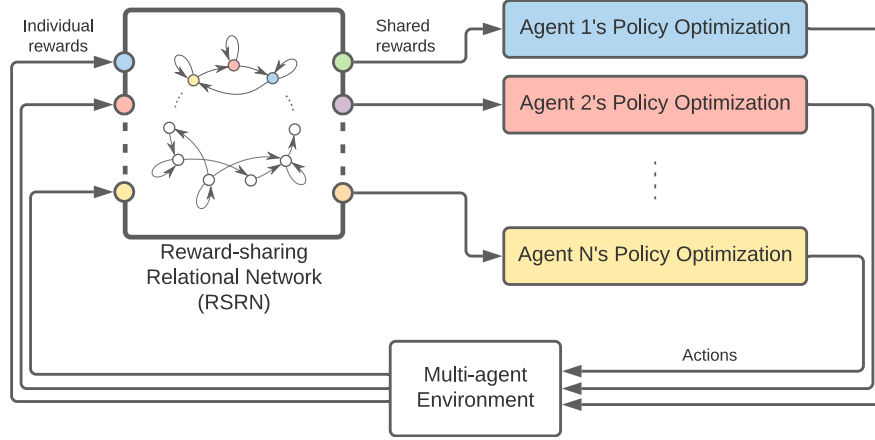 Individual
rewards
Shared
rewards
Agent 1's Policy Optimization
Agent 2's Policy Optimization
Agent N's Policy Optimization
Reward-sharing
Relational Network
(RSRN)
Actions
Multi-agent
Environment